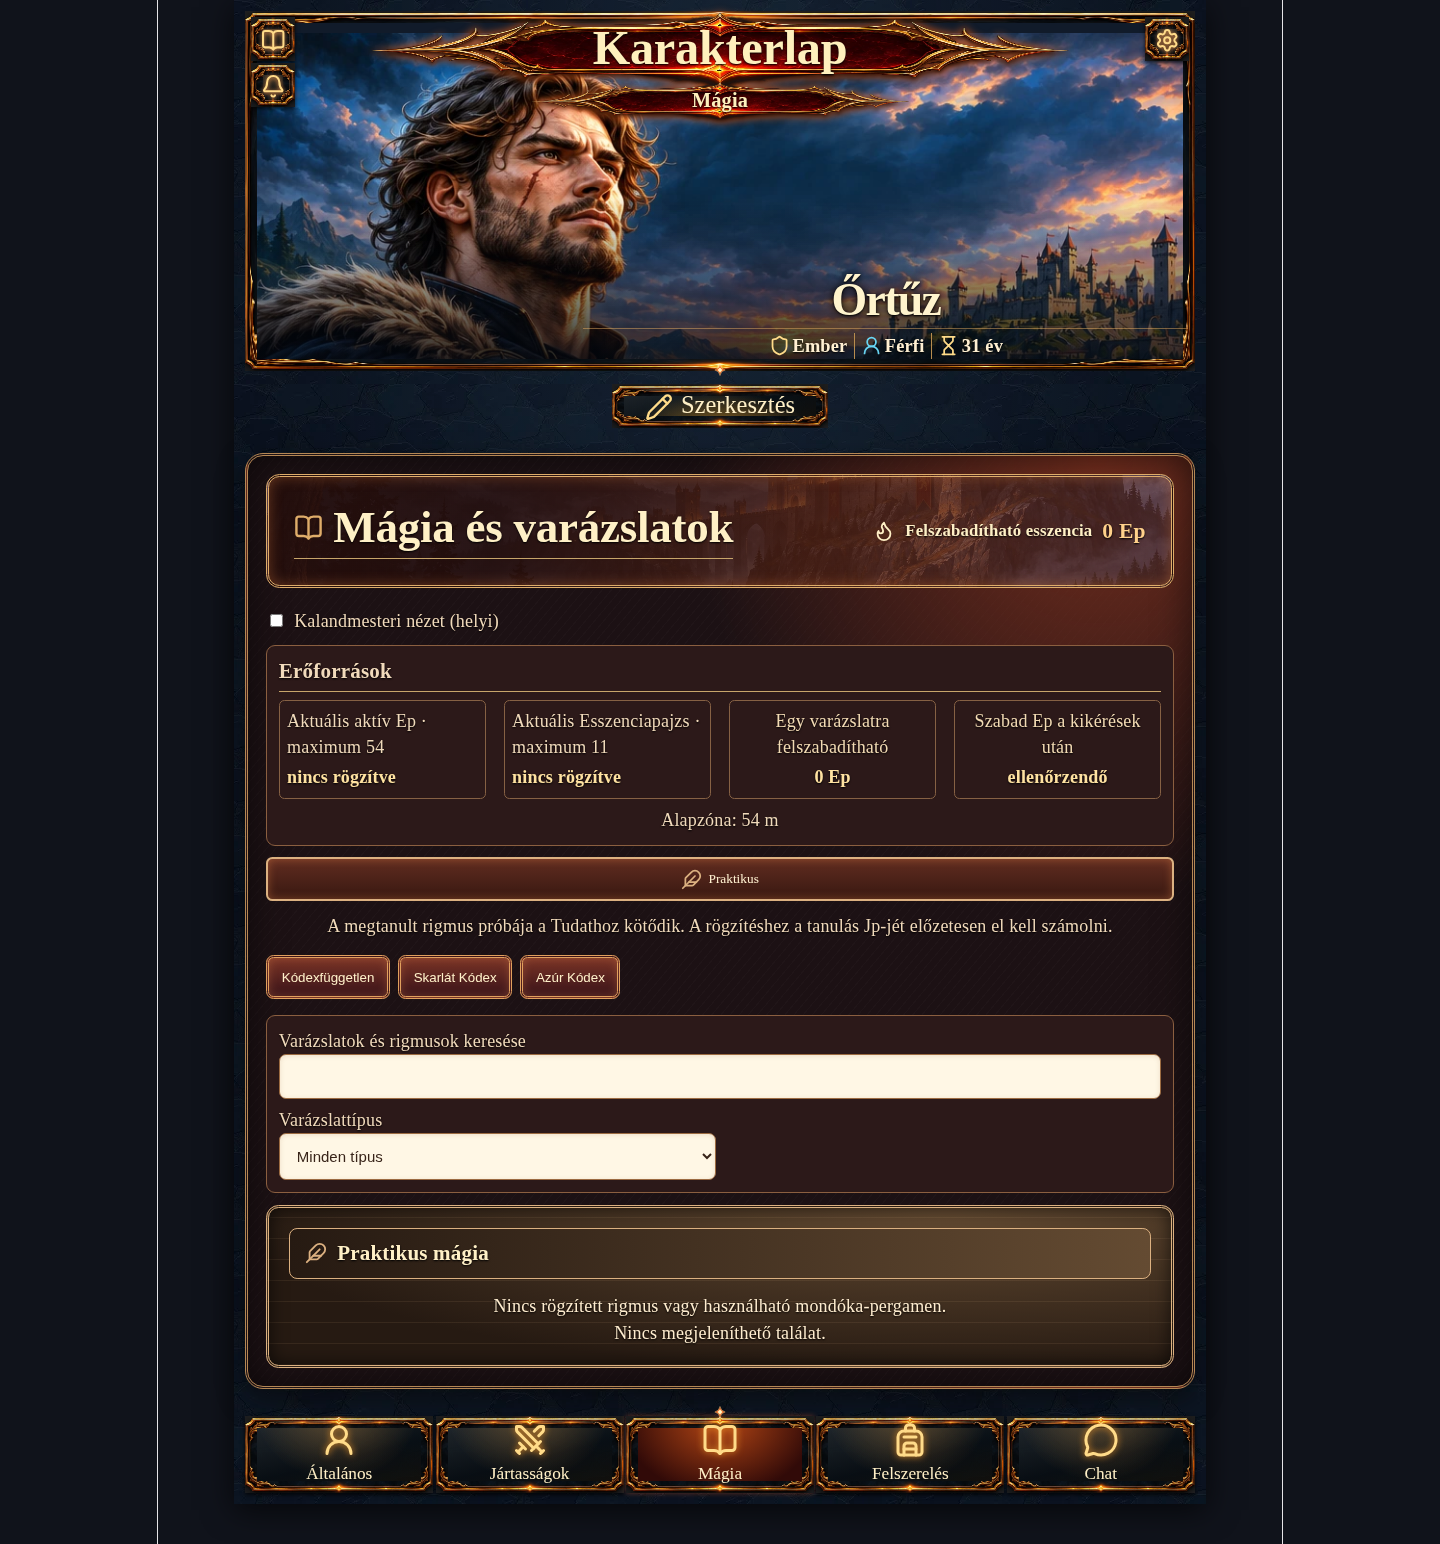 Karakterlap
Mágia
Őrtűz
Ember Férfi 31 év
Szerkesztés
Mágia és varázslatok
Felszabadítható esszencia 0 Ep
Kalandmesteri nézet (helyi)
Erőforrások
Aktuális aktív Ep ·
maximum 54
nincs rögzítve
Aktuális Esszenciapajzs ·
maximum 11
nincs rögzítve
Egy varázslatra
felszabadítható
0 Ep
Szabad Ep a kikérések
után
ellenőrzendő
Alapzóna: 54 m
Praktikus
A megtanult rigmus próbája a Tudathoz kötődik. A rögzítéshez a tanulás Jp-jét előzetesen el kell számolni.
Kódexfüggetlen
Skarlát Kódex
Azúr Kódex
Varázslatok és rigmusok keresése
Varázslattípus
Minden típus
Praktikus mágia
Nincs rögzített rigmus vagy használható mondóka-pergamen.
Nincs megjeleníthető találat.
Általános
Jártasságok
Mágia
Felszerelés
Chat